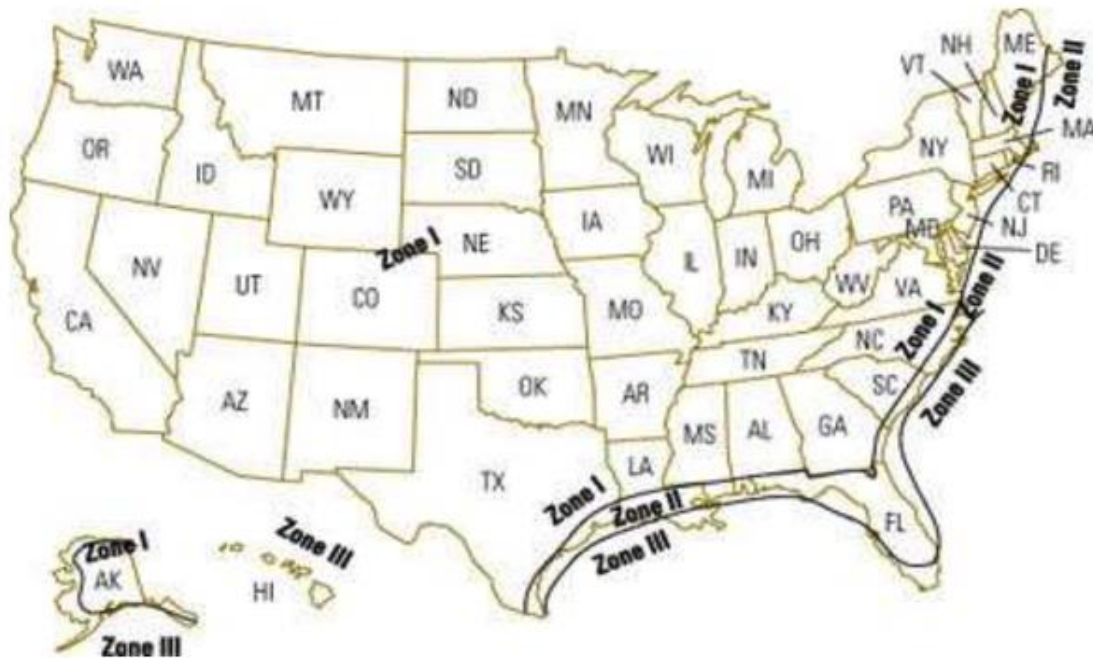 WA
MT
ND
MN
VT
NH
ME
Zone I
Zone II
MA
RI
CT
NJ
DE
OR
ID
WY
SD
WI
MI
NY
PA
MD
Zone I
NE
IA
IL
IN
OH
WV
VA
Zone II
NV
UT
CO
KS
MO
KY
Zone I
CA
AZ
NM
OK
AR
TN
NC
SC
Zone III
TX
LA
MS
AL
GA
FL
Zone I
Zone II
Zone III
Zone I
AK
Zone III
Zone III
HI